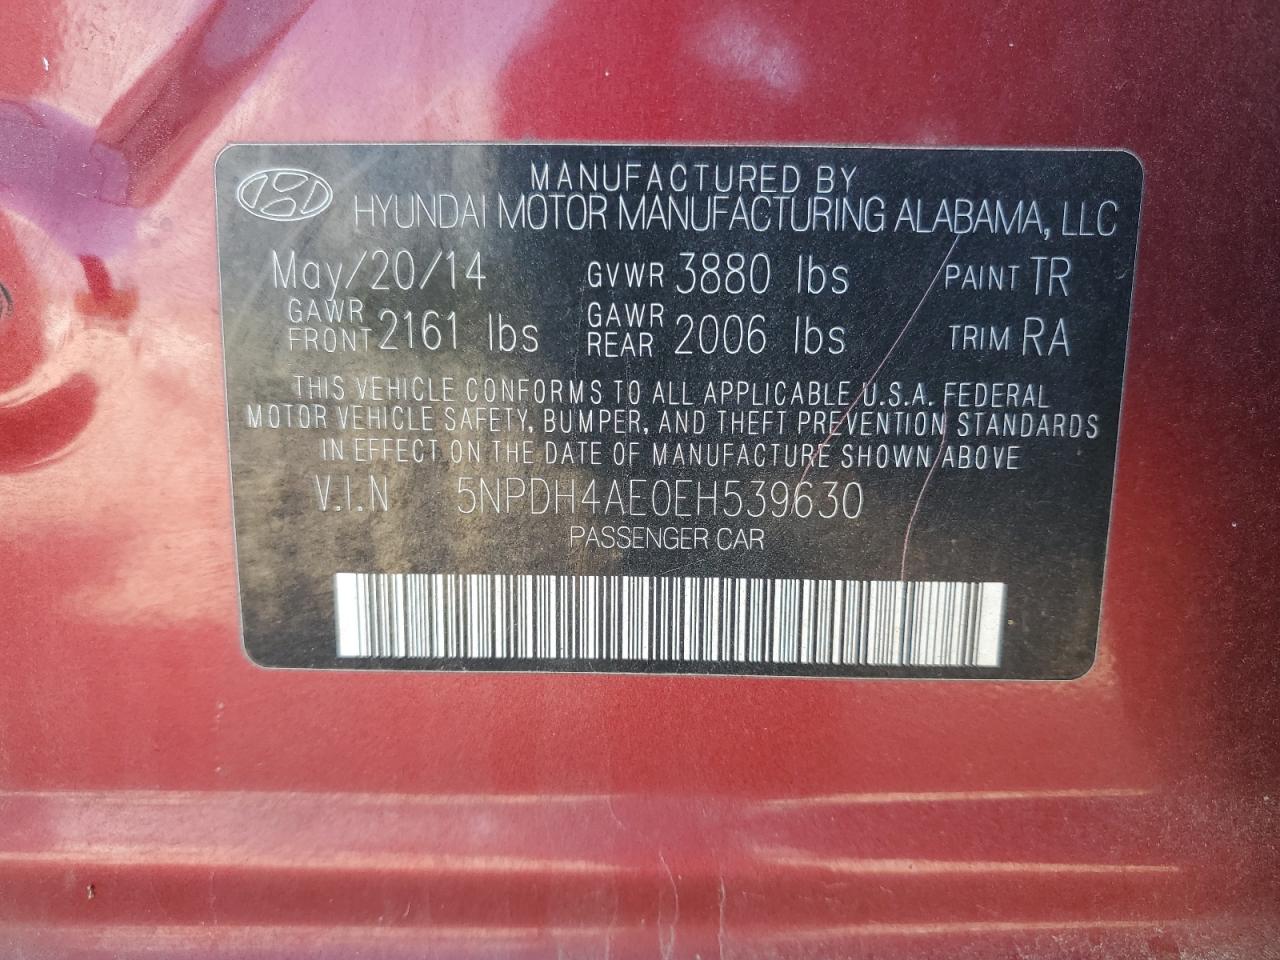 MANUFACTURED BY
HYUNDAI MOTOR MANUFACTURING ALABAMA, LLC
May/20/14 GVWR 3880 lbs PAINT TR
GAWR FRONT 2161 lbs GAWR REAR 2006 lbs TRIM RA
THIS VEHICLE CONFORMS TO ALL APPLICABLE U.S.A. FEDERAL
MOTOR VEHICLE SAFETY, BUMPER, AND THEFT PREVENTION STANDARDS
IN EFFECT ON THE DATE OF MANUFACTURE SHOWN ABOVE
V.I.N 5NPDH4AE0EH539630
PASSENGER CAR